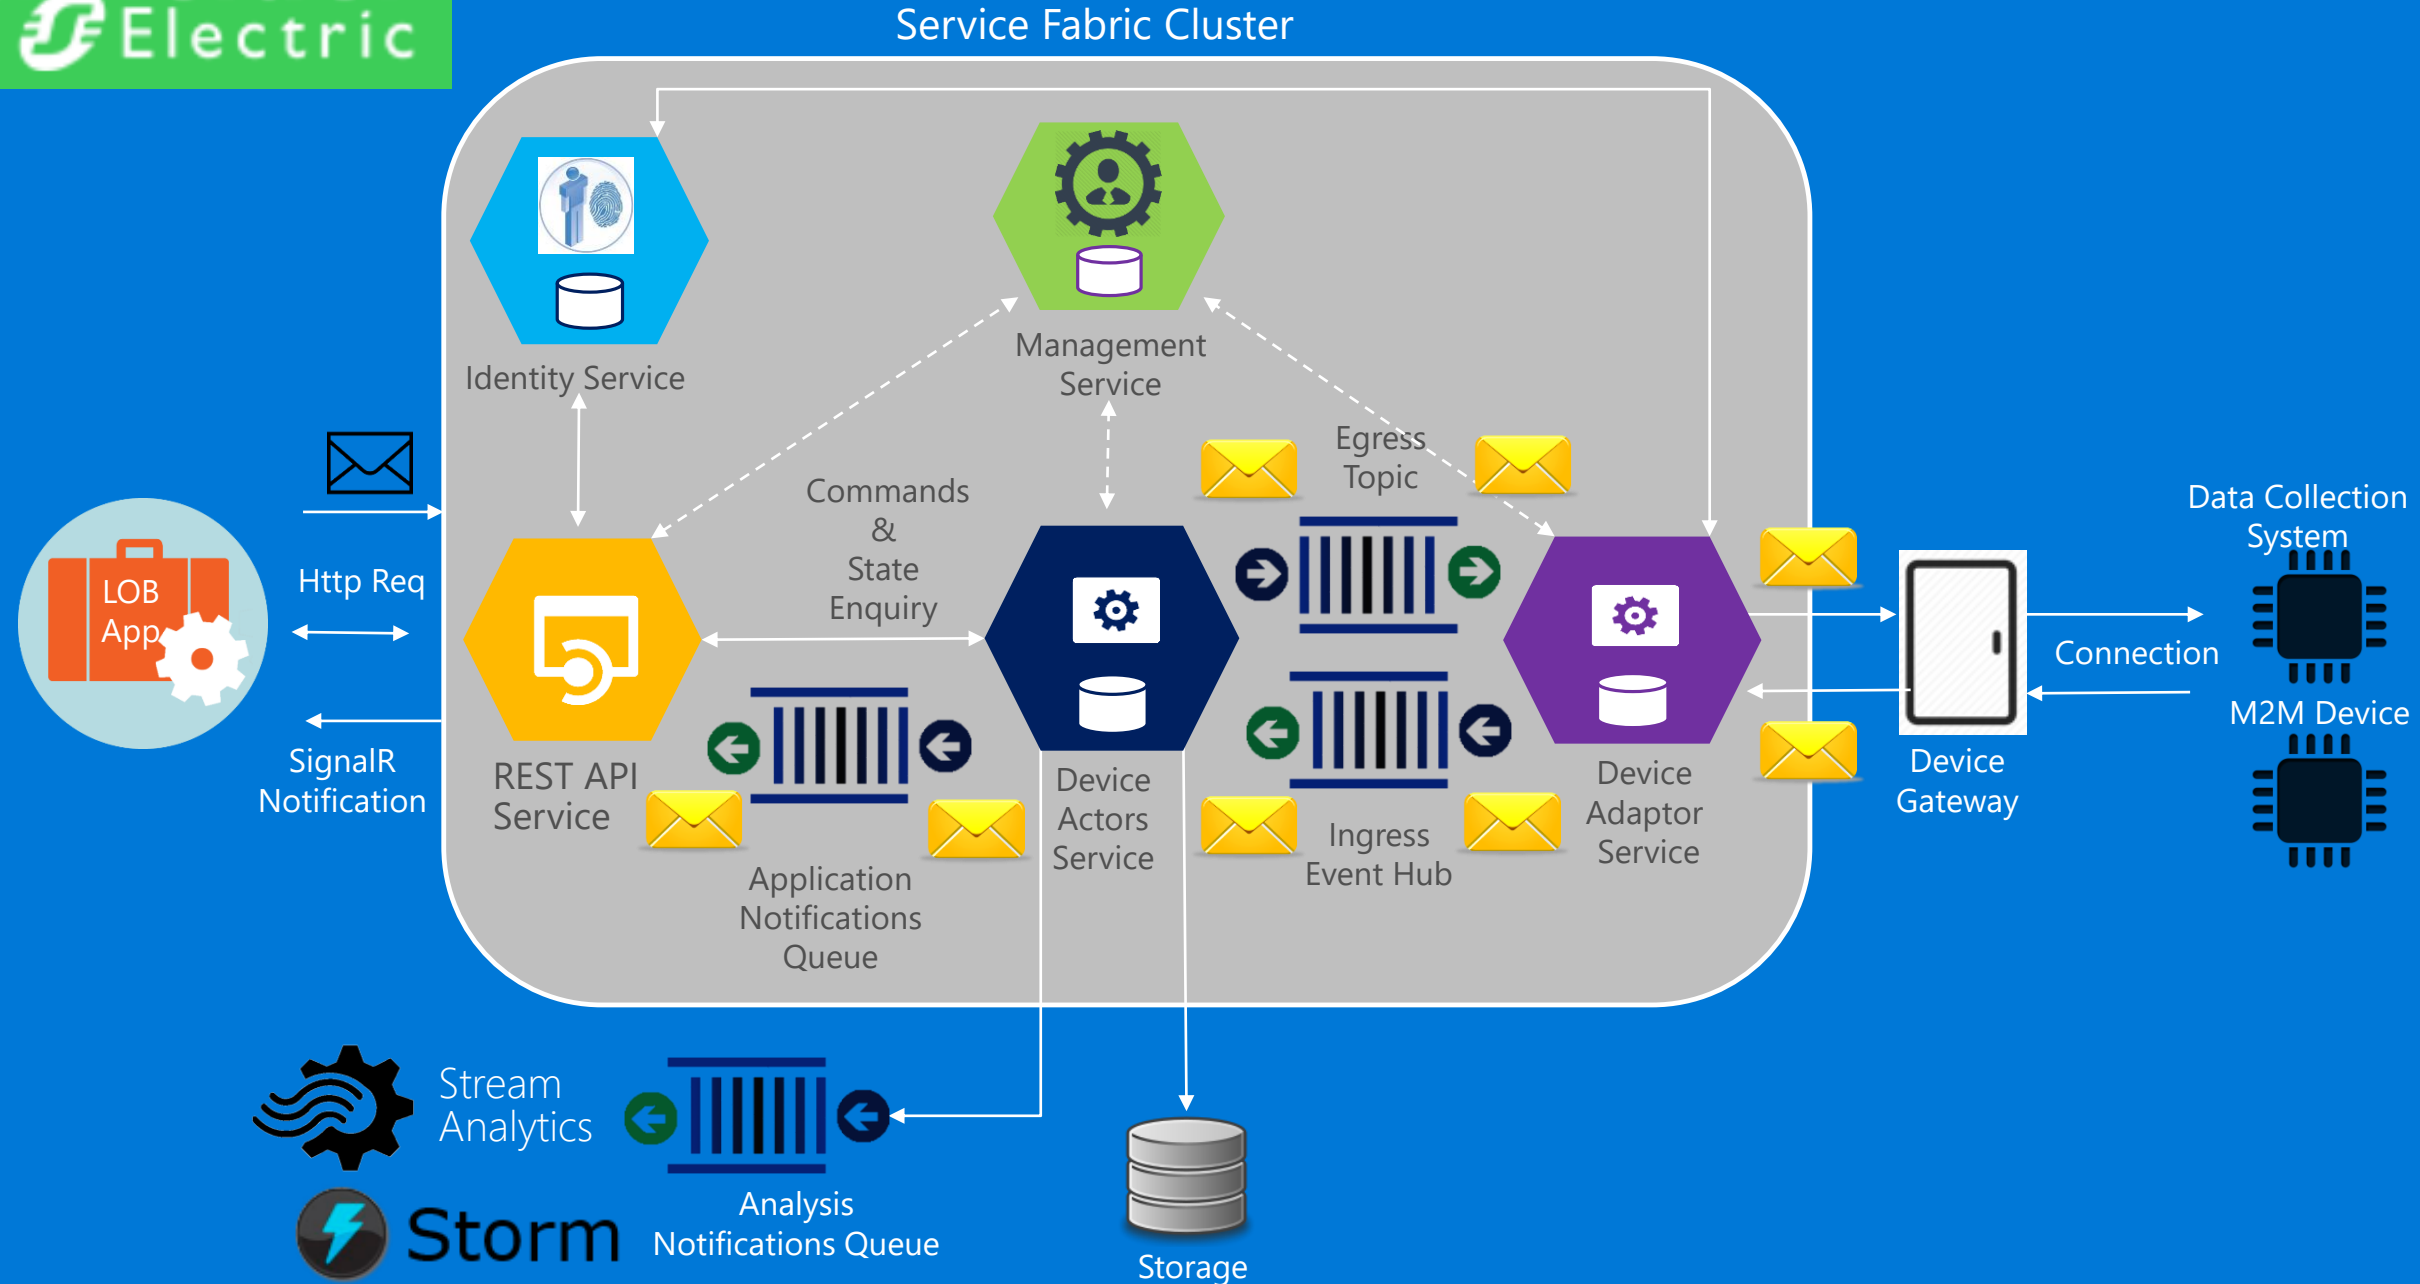 Electric
Service Fabric Cluster
Identity Service
Management
Service
Egress
Topic
Commands
&
State
Enquiry
Data Collection
System
LOB
App
Http Req
Connection
M2M Device
SignalR
Notification
REST API
Service
Device
Actors
Service
Device
Adaptor
Service
Device
Gateway
Ingress
Event Hub
Application
Notifications
Queue
Stream
Analytics
Storm
Analysis
Notifications Queue
Storage